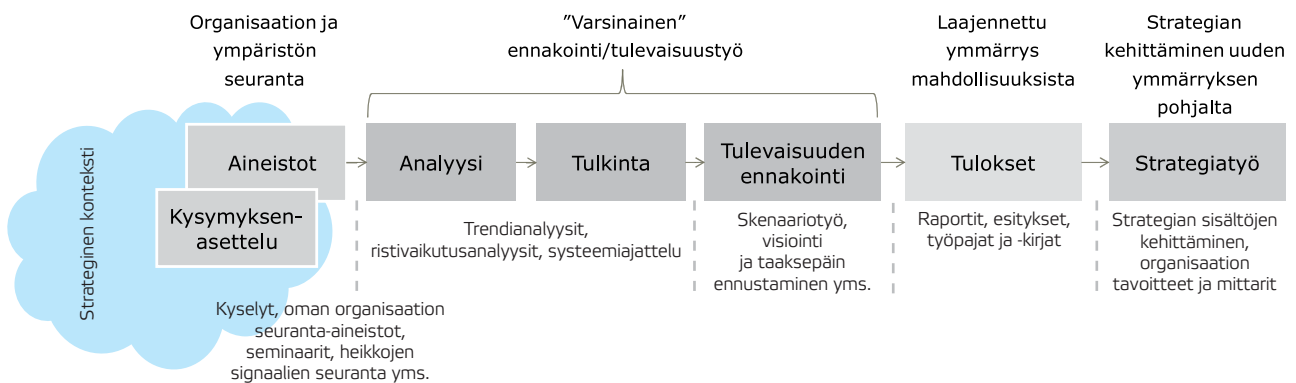 Organisaation ja
ympäristön
seuranta
”Varsinainen”
ennakointi/tulevaisuustyö
Laajennettu
ymmärrys
mahdollisuuksista
Strategian
kehittäminen uuden
ymmärryksen
pohjalta
Strateginen konteksti
Aineistot
Kysymyksen-
asettelu
Analyysi
Tulkinta
Tulevaisuuden
ennakointi
Tulokset
Strategiatyö
Kyselyt, oman organisaation
seuranta-aineistot,
seminaarit, heikkojen
signaalien seuranta yms.
Trendianalyysit,
ristivaikutusanalyysit, systeemiajattelu
Skenaariotyö,
visiointi
ja taaksepäin
ennustaminen yms.
Raportit, esitykset,
työpajat ja -kirjat
Strategian sisältöjen
kehittäminen,
organisaation
tavoitteet ja mittarit